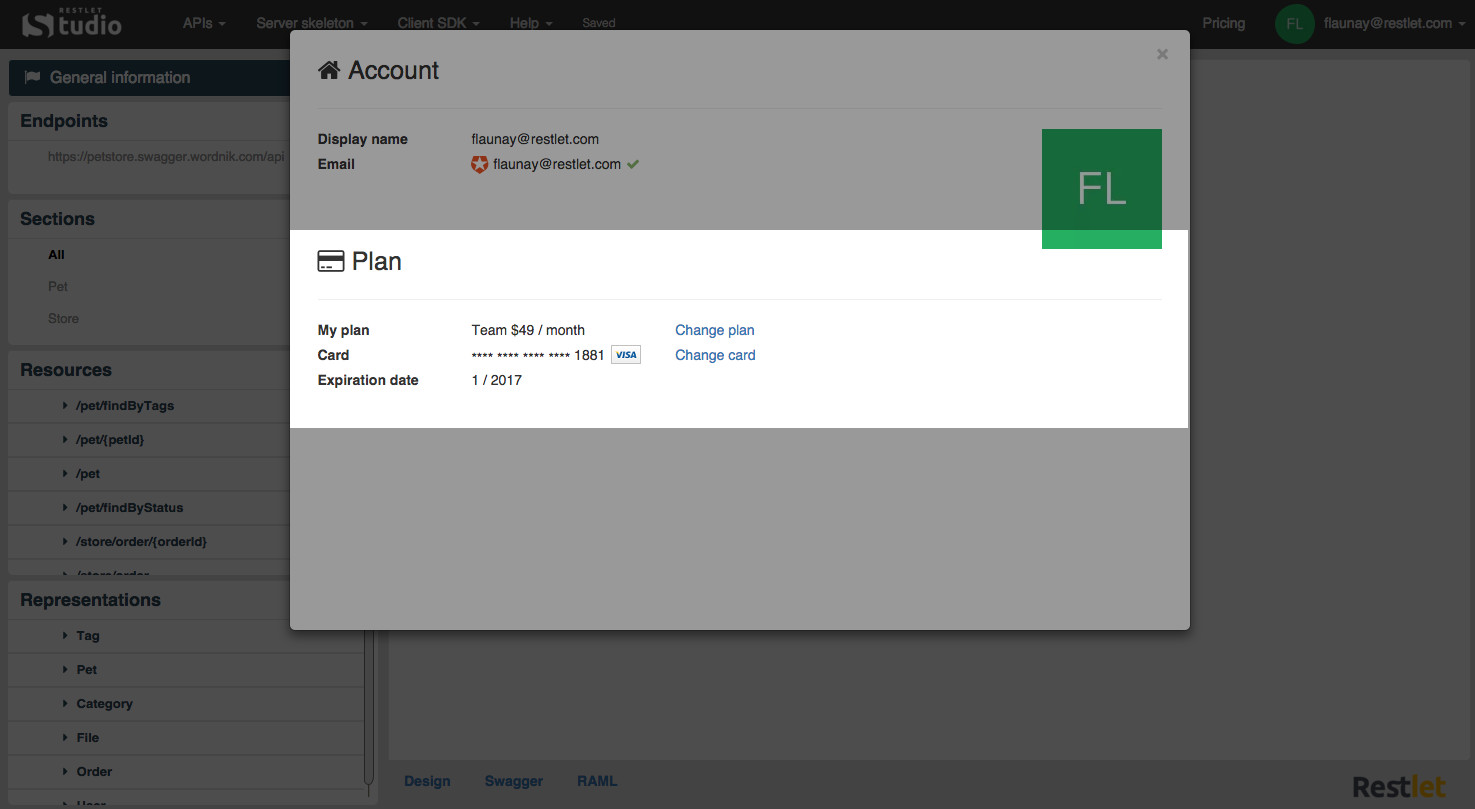 RESTLET
Studio
APIs
Server skeleton
Client SDK
Help
Saved
Pricing
FL
flaunay@restlet.com
General information
Endpoints
https://petstore.swagger.wordnik.com/api
Sections
All
Pet
Store
Resources
/pet/findByTags
/pet/{petId}
/pet
/pet/findByStatus
/store/order/{orderId}
/store/order
Representations
Tag
Pet
Category
File
Order
User
Account
×
Display name flaunay@restlet.com
Email flaunay@restlet.com
FL
Plan
My plan Team $49 / month Change plan
Card **** **** **** **** 1881 VISA Change card
Expiration date 1 / 2017
Design Swagger RAML
Restlet